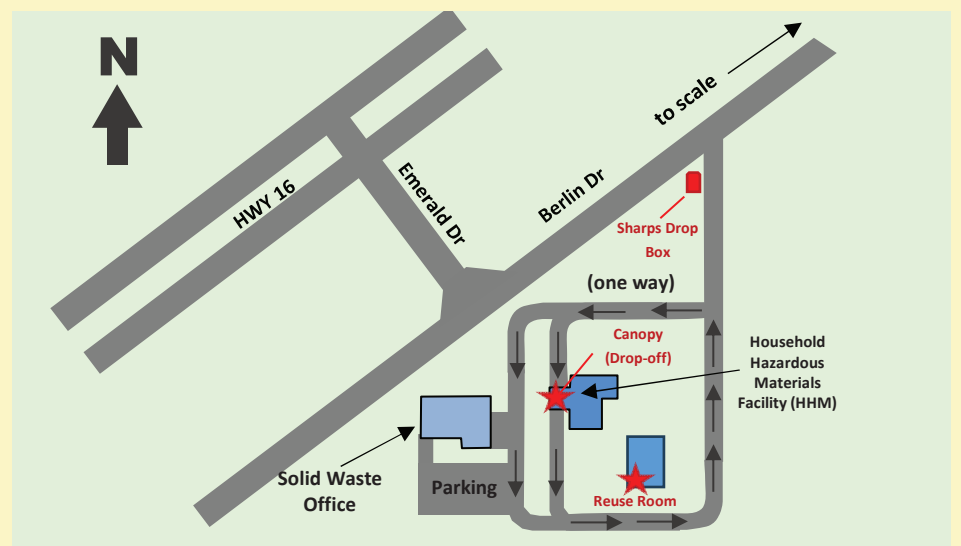 N
to scale
HWY 16
Emerald Dr
Berlin Dr
Sharps Drop
Box
(one way)
Canopy
(Drop-off)
Household
Hazardous
Materials
Facility (HHM)
Solid Waste
Office
Parking
Reuse Room